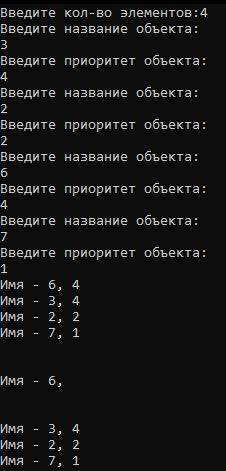 Введите кол-во элементов:4
Введите название объекта:
3
Введите приоритет объекта:
4
Введите название объекта:
2
Введите приоритет объекта:
2
Введите название объекта:
6
Введите приоритет объекта:
4
Введите название объекта:
7
Введите приоритет объекта:
1
Имя - 6, 4
Имя - 3, 4
Имя - 2, 2
Имя - 7, 1
Имя - 6,
Имя - 3, 4
Имя - 2, 2
Имя - 7, 1